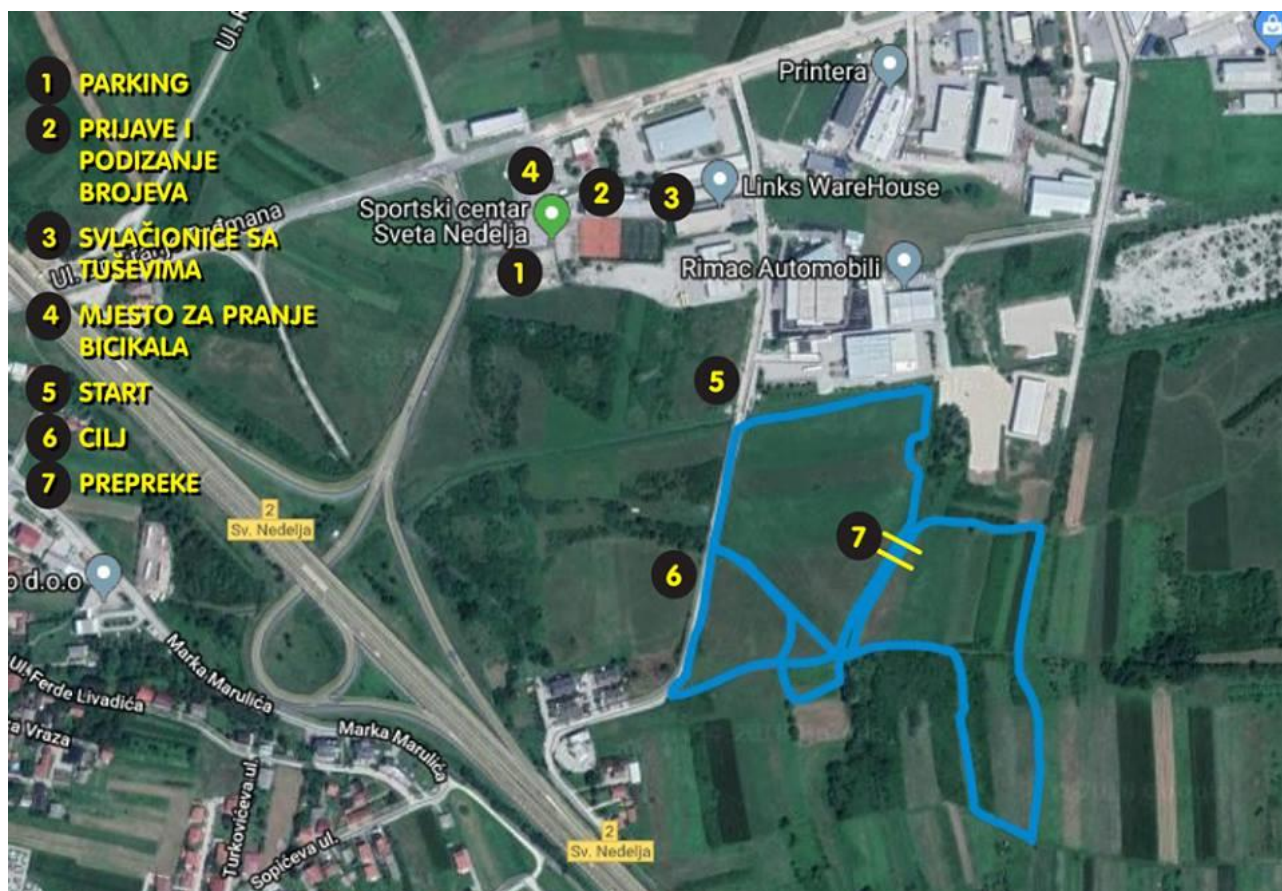 1 PARKING
2 PRIJAVE I
PODIZANJE
BROJEVA
3 SVLAČIONICE SA
TUŠEVIMA
4 MJESTO ZA PRANJE
BICIKALA
5 START
6 CILJ
7 PREPREKE
Ul.
Printera
4
2
3
Links WareHouse
Sportski centar
Sveta Nedelja
1
Rimac Automobili
5
7
6
2
Sv. Nedelja
o d.o.o
Marka Marulića
Ul. Ferde Livadića
Vraza
Marka Marulića
Turkovićeva ul.
Sopićeva ul.
2
Sv. Nedelja